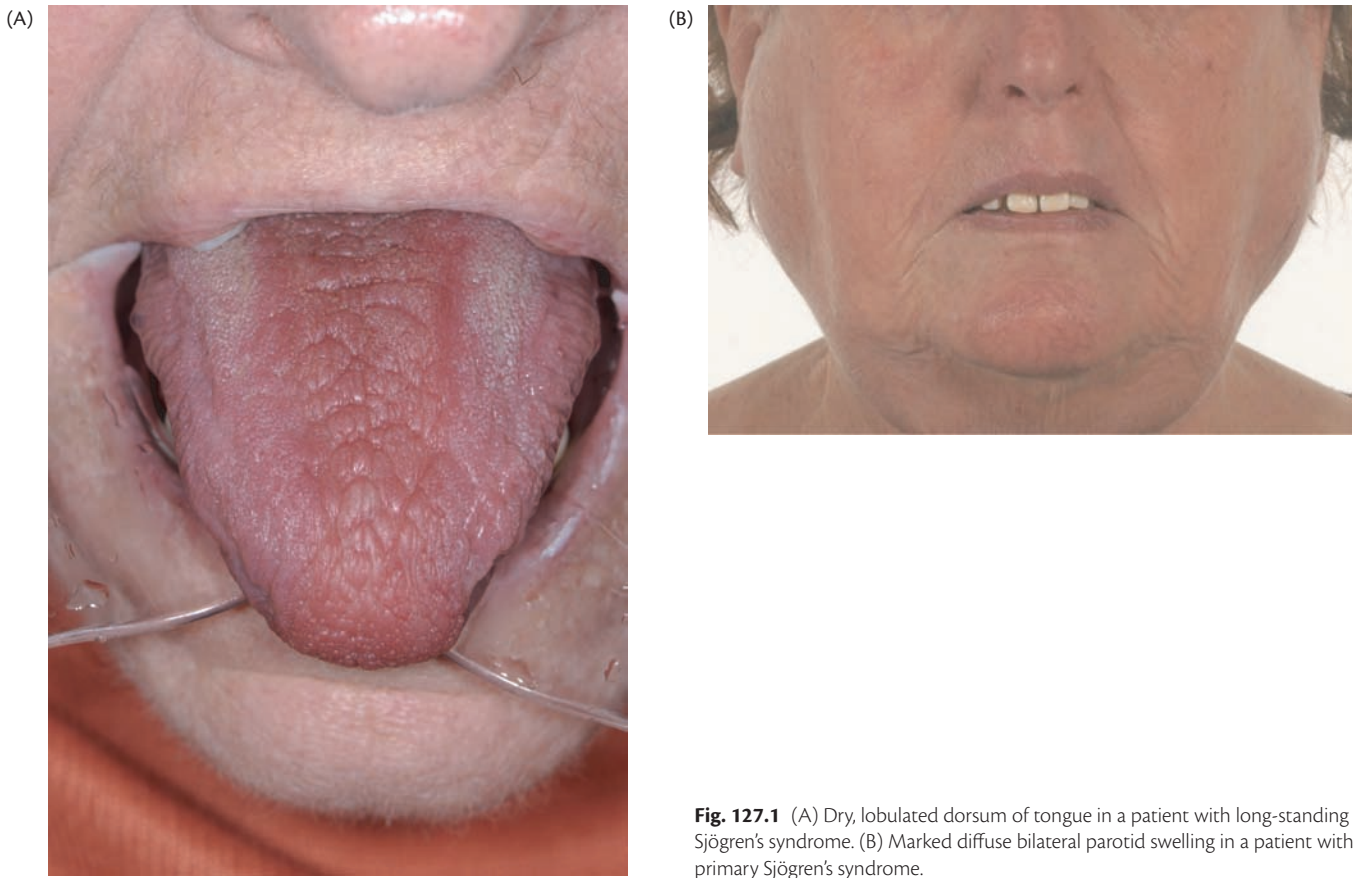 (A)
(B)
Fig. 127.1 (A) Dry, lobulated dorsum of tongue in a patient with long-standing
Sjögren’s syndrome. (B) Marked diffuse bilateral parotid swelling in a patient with
primary Sjögren’s syndrome.